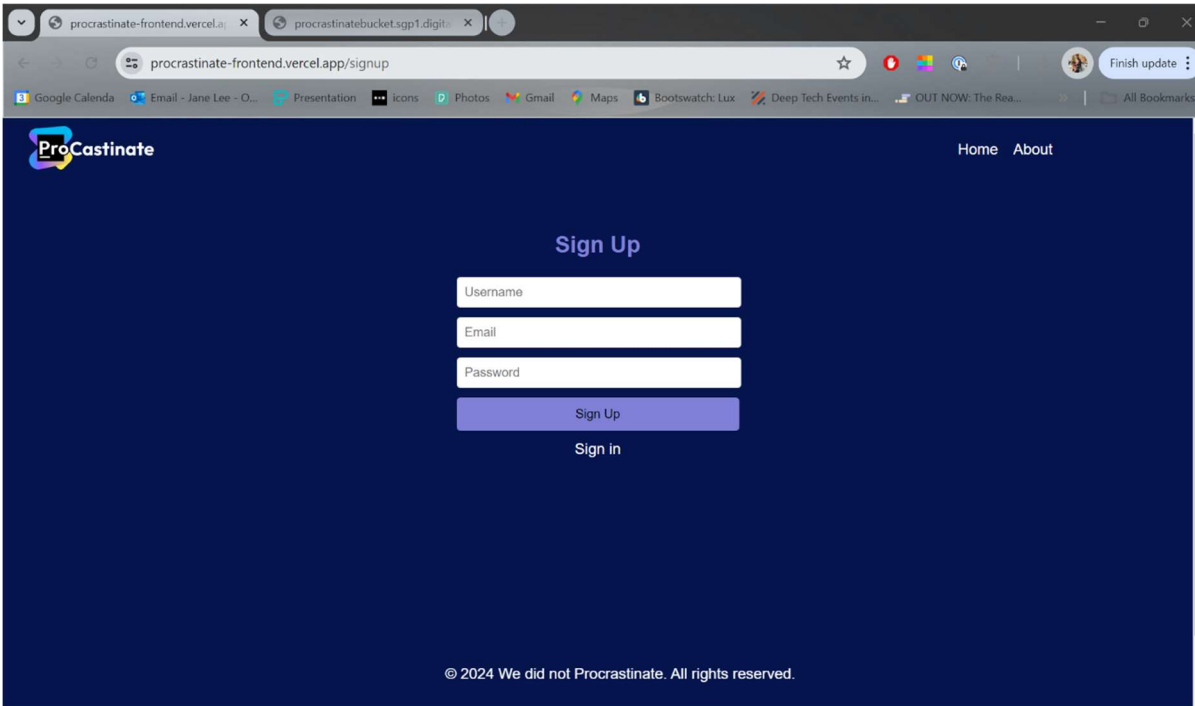 procrastinate-frontend.vercel.ap
procrastinatebucket.sgp1.digita
procrastinate-frontend.vercel.app/signup
Finish update
Google Calenda
Email - Jane Lee - O...
Presentation
icons
Photos
Gmail
Maps
Bootswatch: Lux
Deep Tech Events in...
OUT NOW: The Rea...
All Bookmarks
ProCastinate
Home About
Sign Up
Username
Email
Password
Sign Up
Sign in
© 2024 We did not Procrastinate. All rights reserved.